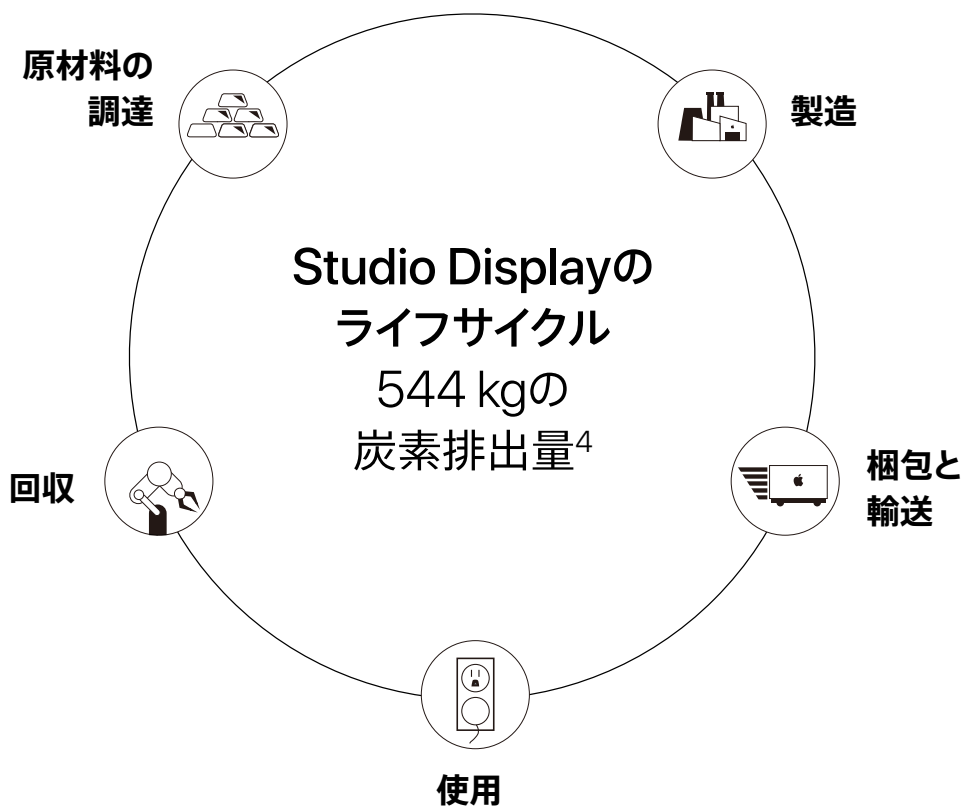 原材料の
調達
製造
Studio Displayの
ライフサイクル
544 kgの
炭素排出量4
回収
梱包と
輸送
使用